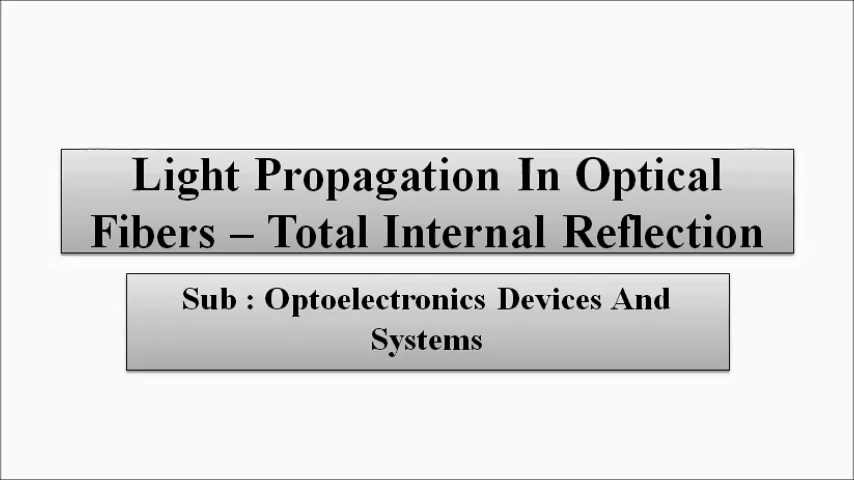 Light Propagation In Optical
Fibers – Total Internal Reflection
Sub : Optoelectronics Devices And
Systems